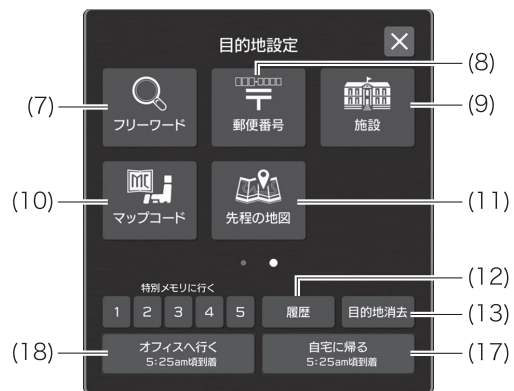 目的地設定
(8)
(7)
フリーワード
郵便番号
施設
(9)
(10)
MC
マップコード
先程の地図
(11)
特別メモリに行く
(12)
1 2 3 4 5 履歴 目的地消去
(13)
(18)
オフィスへ行く
5:25am頃到着
自宅に帰る
5:25am頃到着
(17)